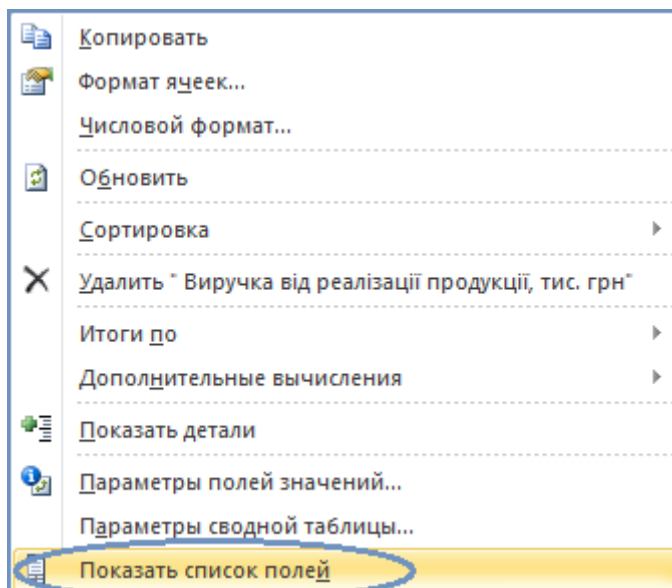 Копировать
Формат ячеек...
Числовой формат...
Обновить
Сортировка
Удалить " Виручка від реалізації продукції, тис. грн"
Итоги по
Дополнительные вычисления
Показать детали
Параметры полей значений...
Параметры сводной таблицы...
Показать список полей